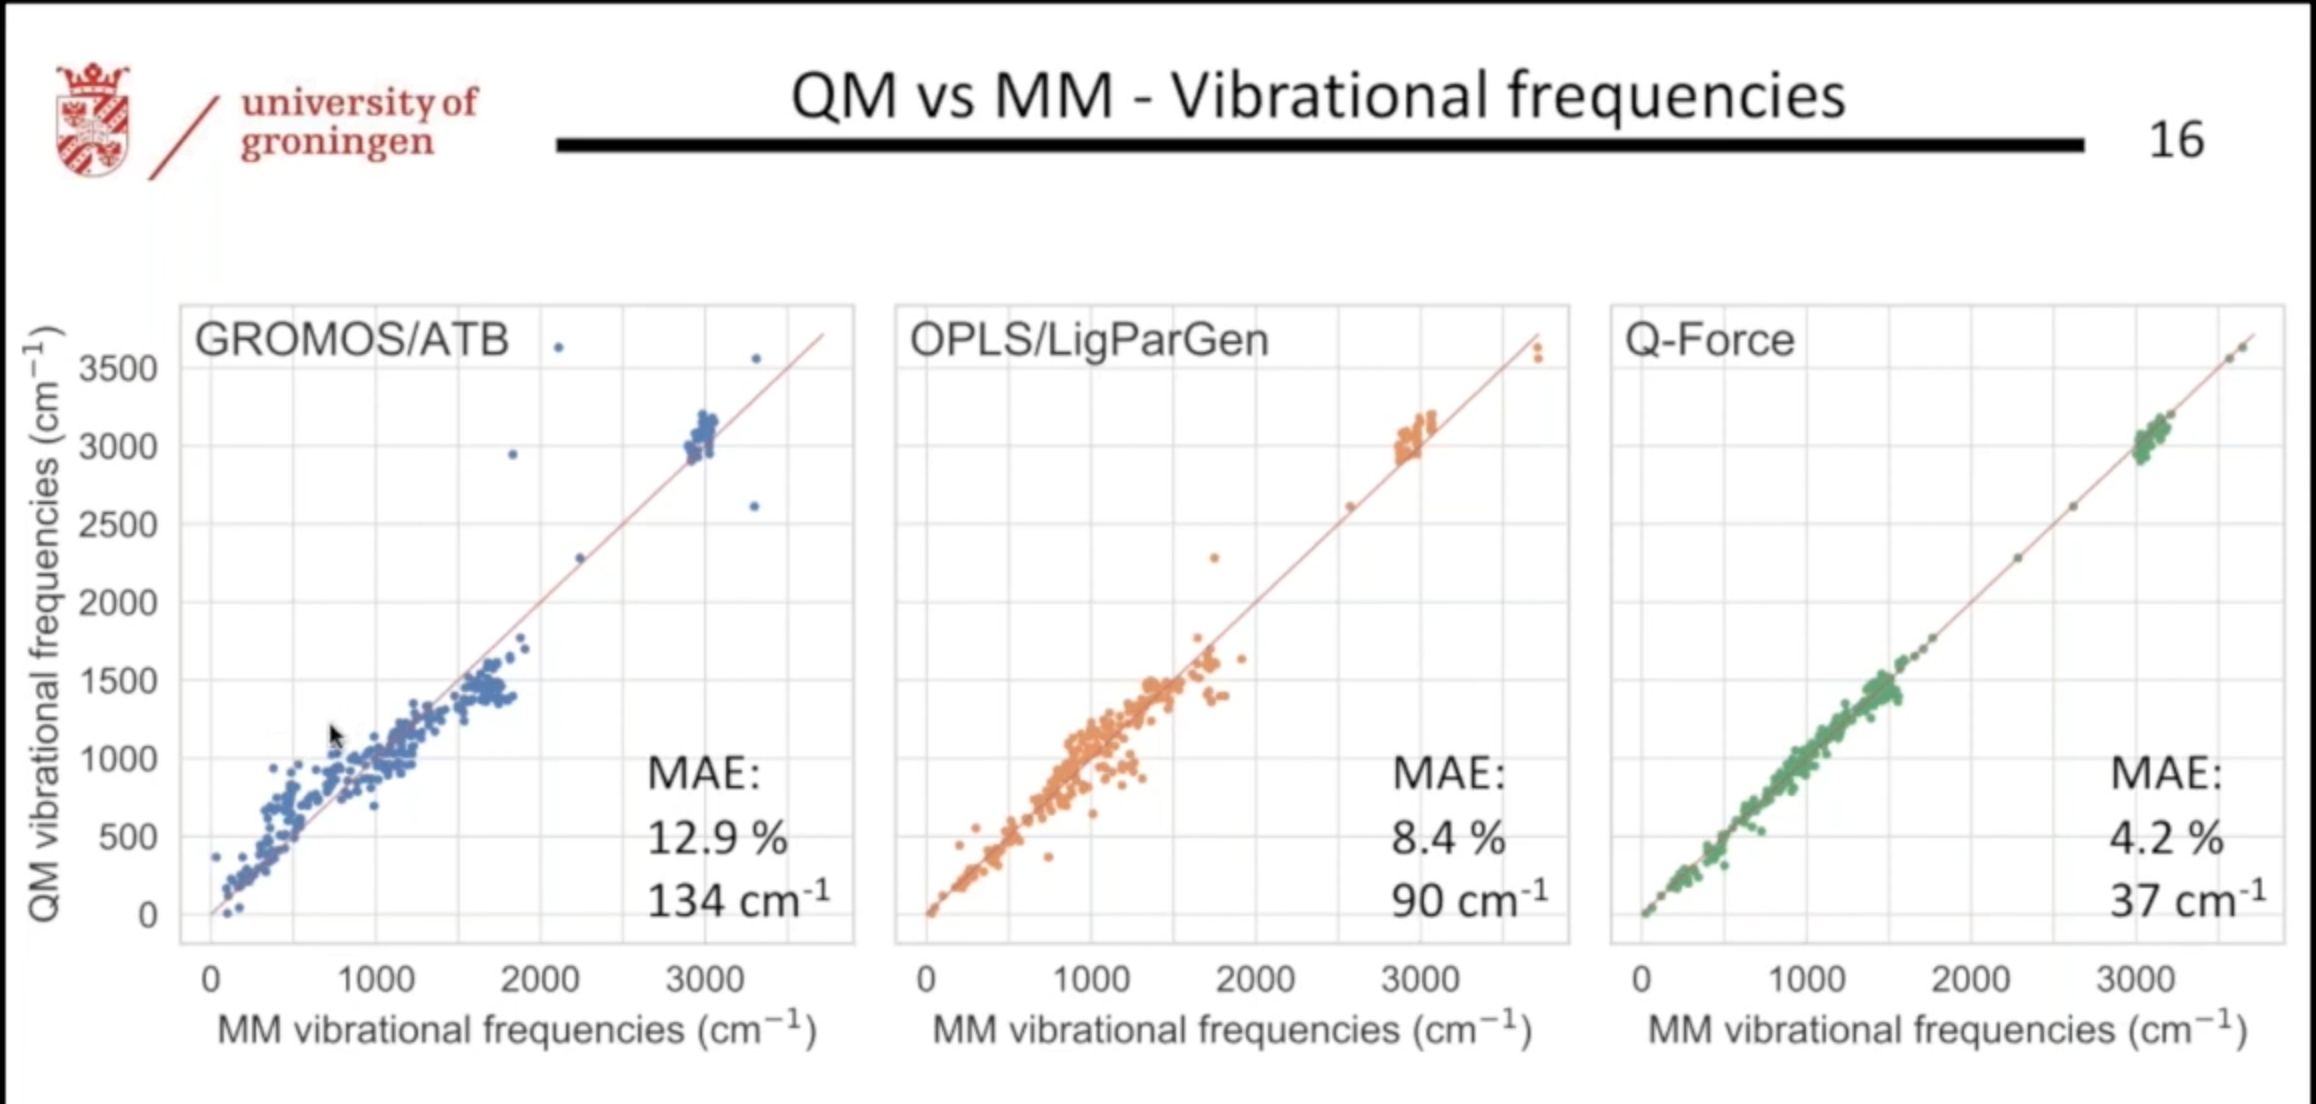 university of
groningen
QM vs MM - Vibrational frequencies
16
QM vibrational frequencies (cm⁻¹)
3500
3000
2500
2000
1500
1000
500
0
GROMOS/ATB
MAE:
12.9 %
134 cm⁻¹
0 1000 2000 3000
MM vibrational frequencies (cm⁻¹)
OPLS/LigParGen
MAE:
8.4 %
90 cm⁻¹
0 1000 2000 3000
MM vibrational frequencies (cm⁻¹)
Q-Force
MAE:
4.2 %
37 cm⁻¹
0 1000 2000 3000
MM vibrational frequencies (cm⁻¹)